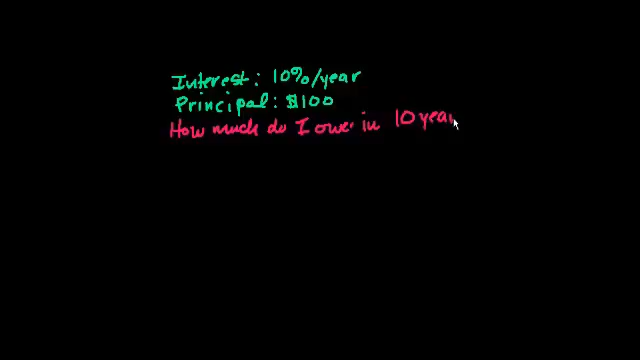 Interest: 10%/year
Principal: $100
How much do I owe in 10 year